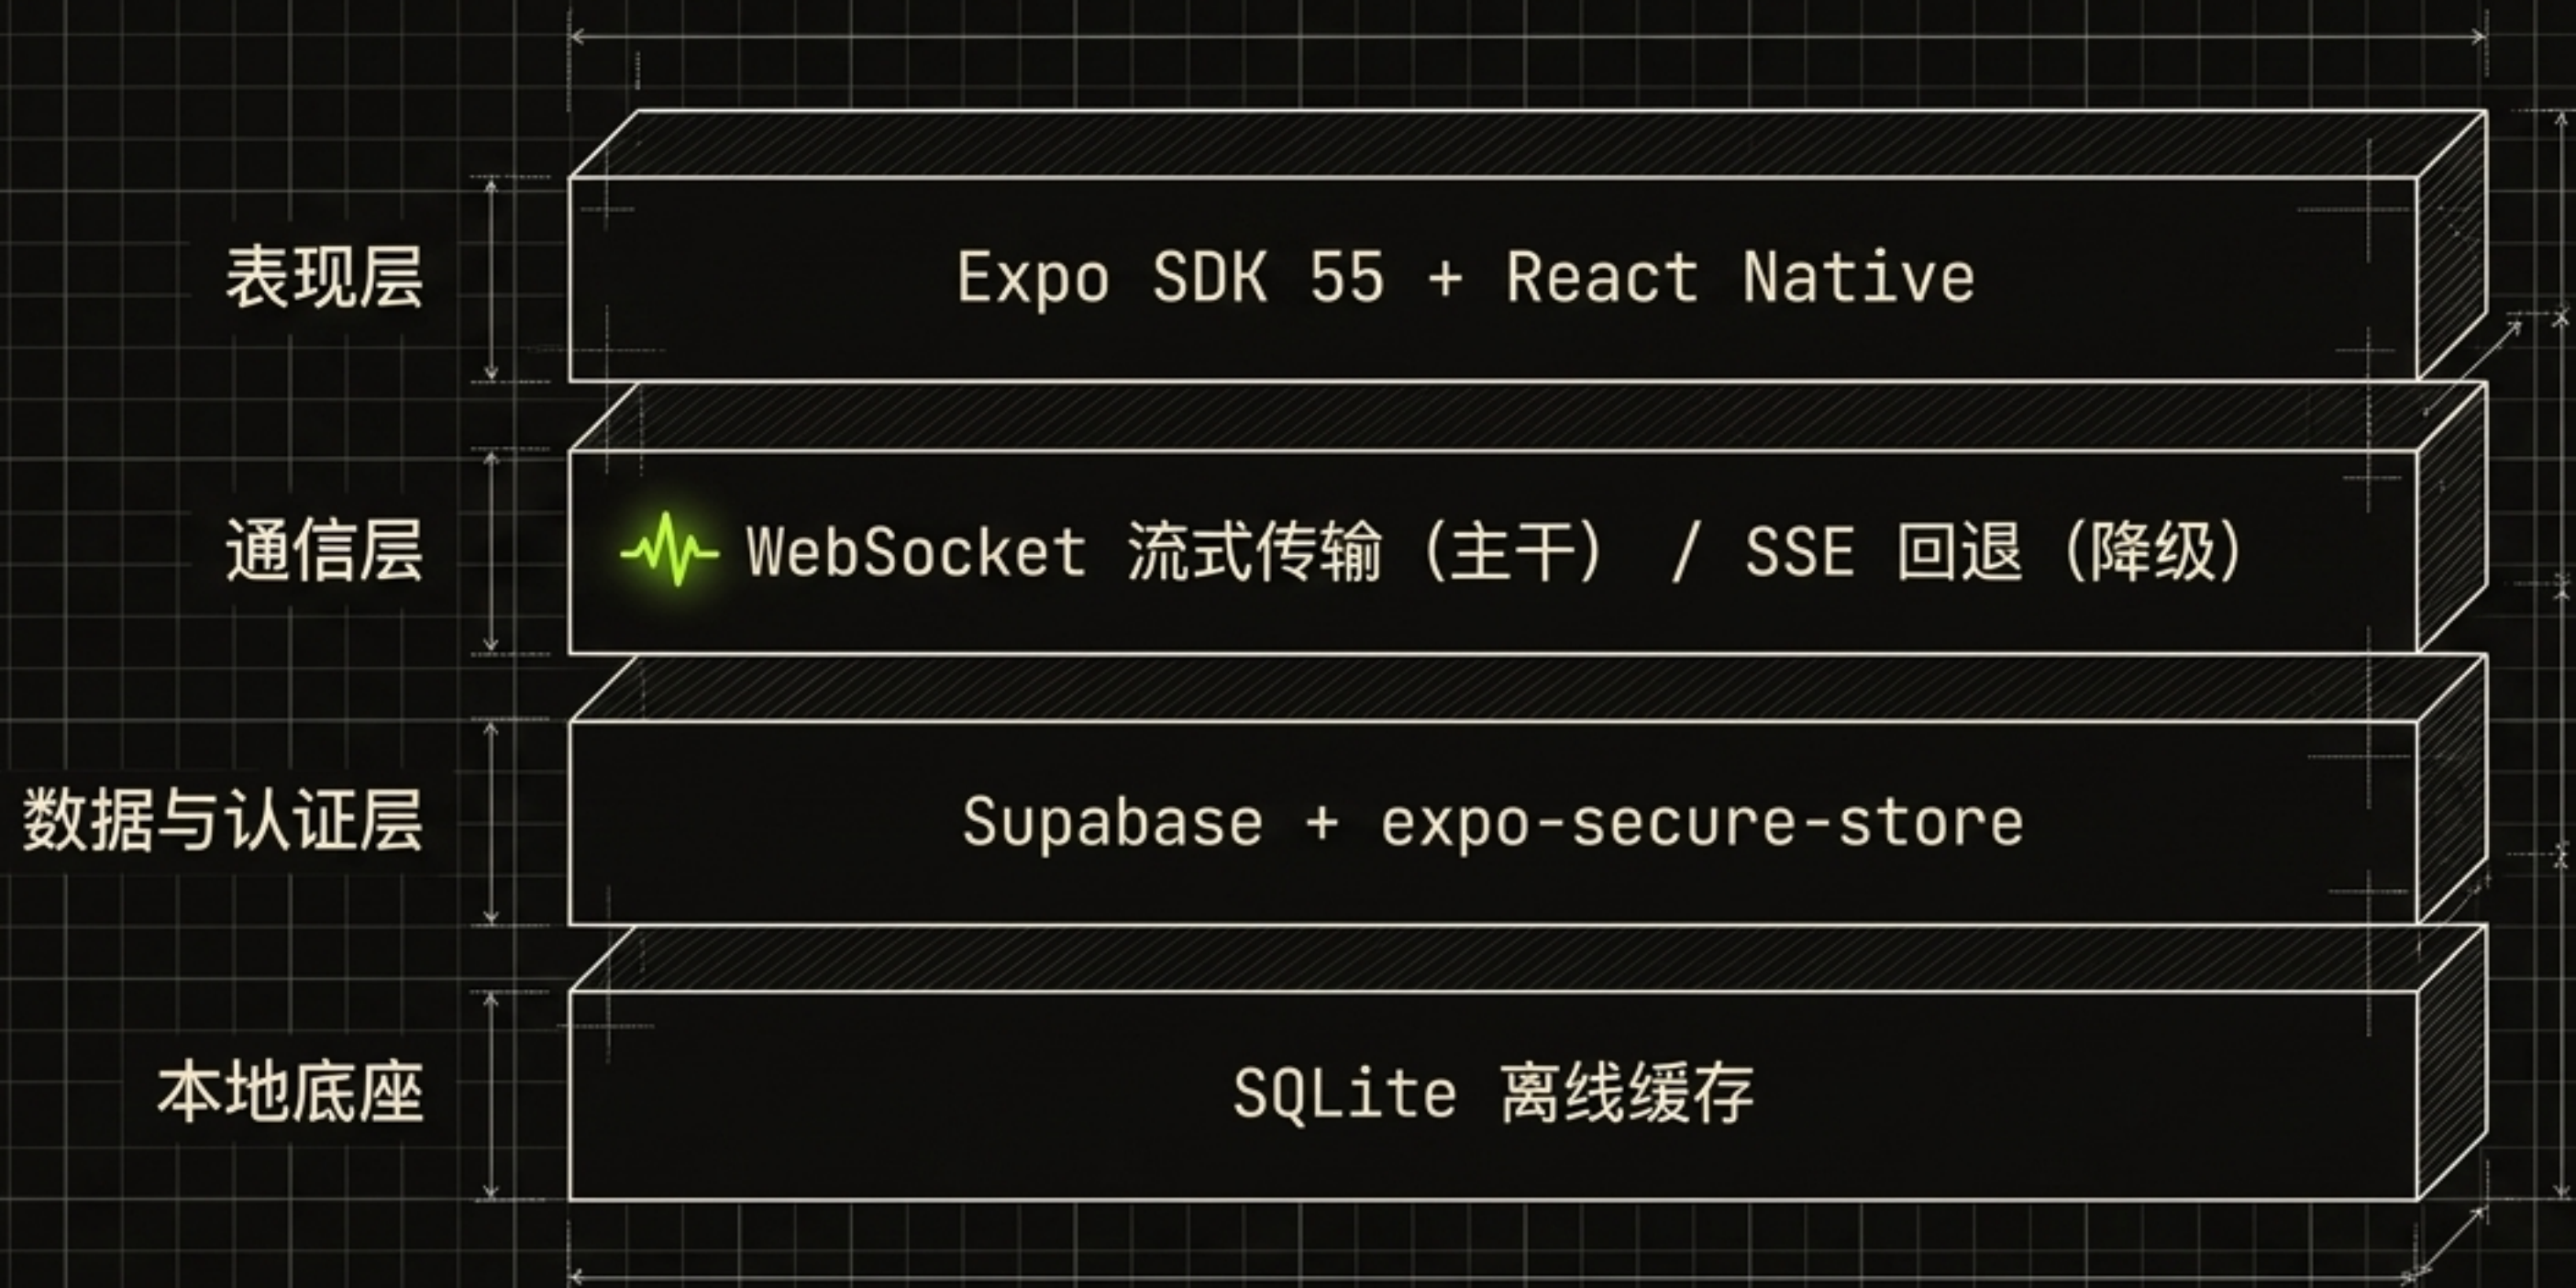 表现层
Expo SDK 55 + React Native
通信层
WebSocket 流式传输（主干） / SSE 回退（降级）
数据与认证层
Supabase + expo-secure-store
本地底座
SQLite 离线缓存